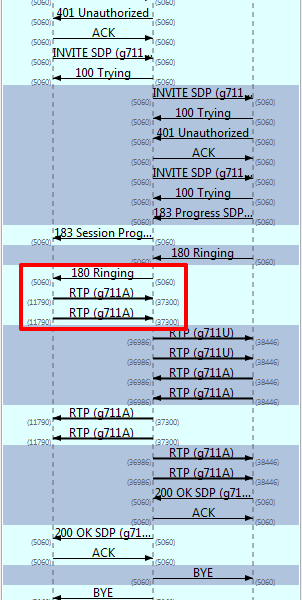 401 Unauthorized
(5060) (5060)
ACK
(5060) (5060)
INVITE SDP (g711...
(5060) (5060)
100 Trying
(5060) (5060)
INVITE SDP (g711...
(5060) (5060)
100 Trying
(5060) (5060)
401 Unauthorized
(5060) (5060)
ACK
(5060) (5060)
INVITE SDP (g711...
(5060) (5060)
100 Trying
(5060) (5060)
183 Progress SDP...
(5060) (5060)
183 Session Prog...
(5060) (5060)
180 Ringing
(5060) (5060)
180 Ringing
(5060) (5060)
RTP (g711A)
(11790) (37300)
RTP (g711A)
(11790) (37300)
RTP (g711U)
(36986) (38446)
RTP (g711U)
(36986) (38446)
RTP (g711A)
(36986) (38446)
RTP (g711A)
(36986) (38446)
RTP (g711A)
(11790) (37300)
RTP (g711A)
(11790) (37300)
RTP (g711A)
(36986) (38446)
RTP (g711A)
(36986) (38446)
200 OK SDP (g71...
(5060) (5060)
ACK
(5060) (5060)
200 OK SDP (g71...
(5060) (5060)
ACK
(5060) (5060)
BYE
(5060) (5060)
BYE